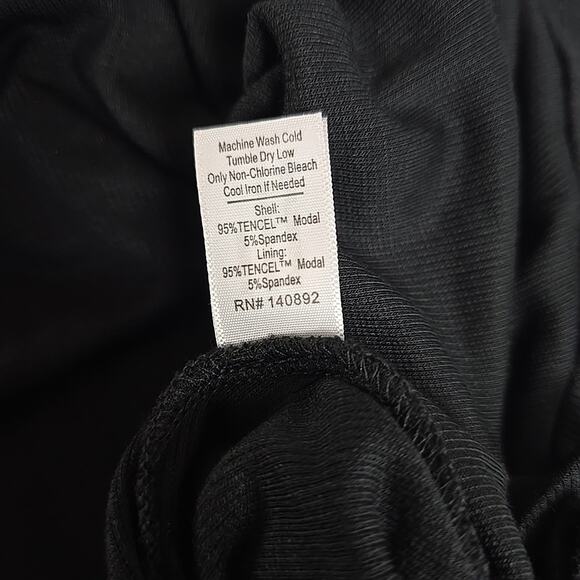 Machine Wash Cold
Tumble Dry Low
Only Non-Chlorine Bleach
Cool Iron If Needed
Shell:
95%TENCEL™ Modal
5%Spandex
Lining:
95%TENCEL™ Modal
5%Spandex
RN# 140892